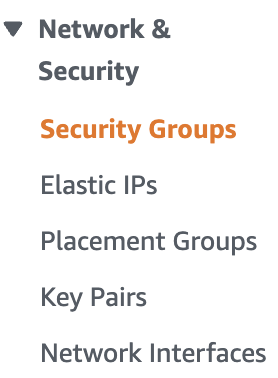 Network &
Security
Security Groups
Elastic IPs
Placement Groups
Key Pairs
Network Interfaces